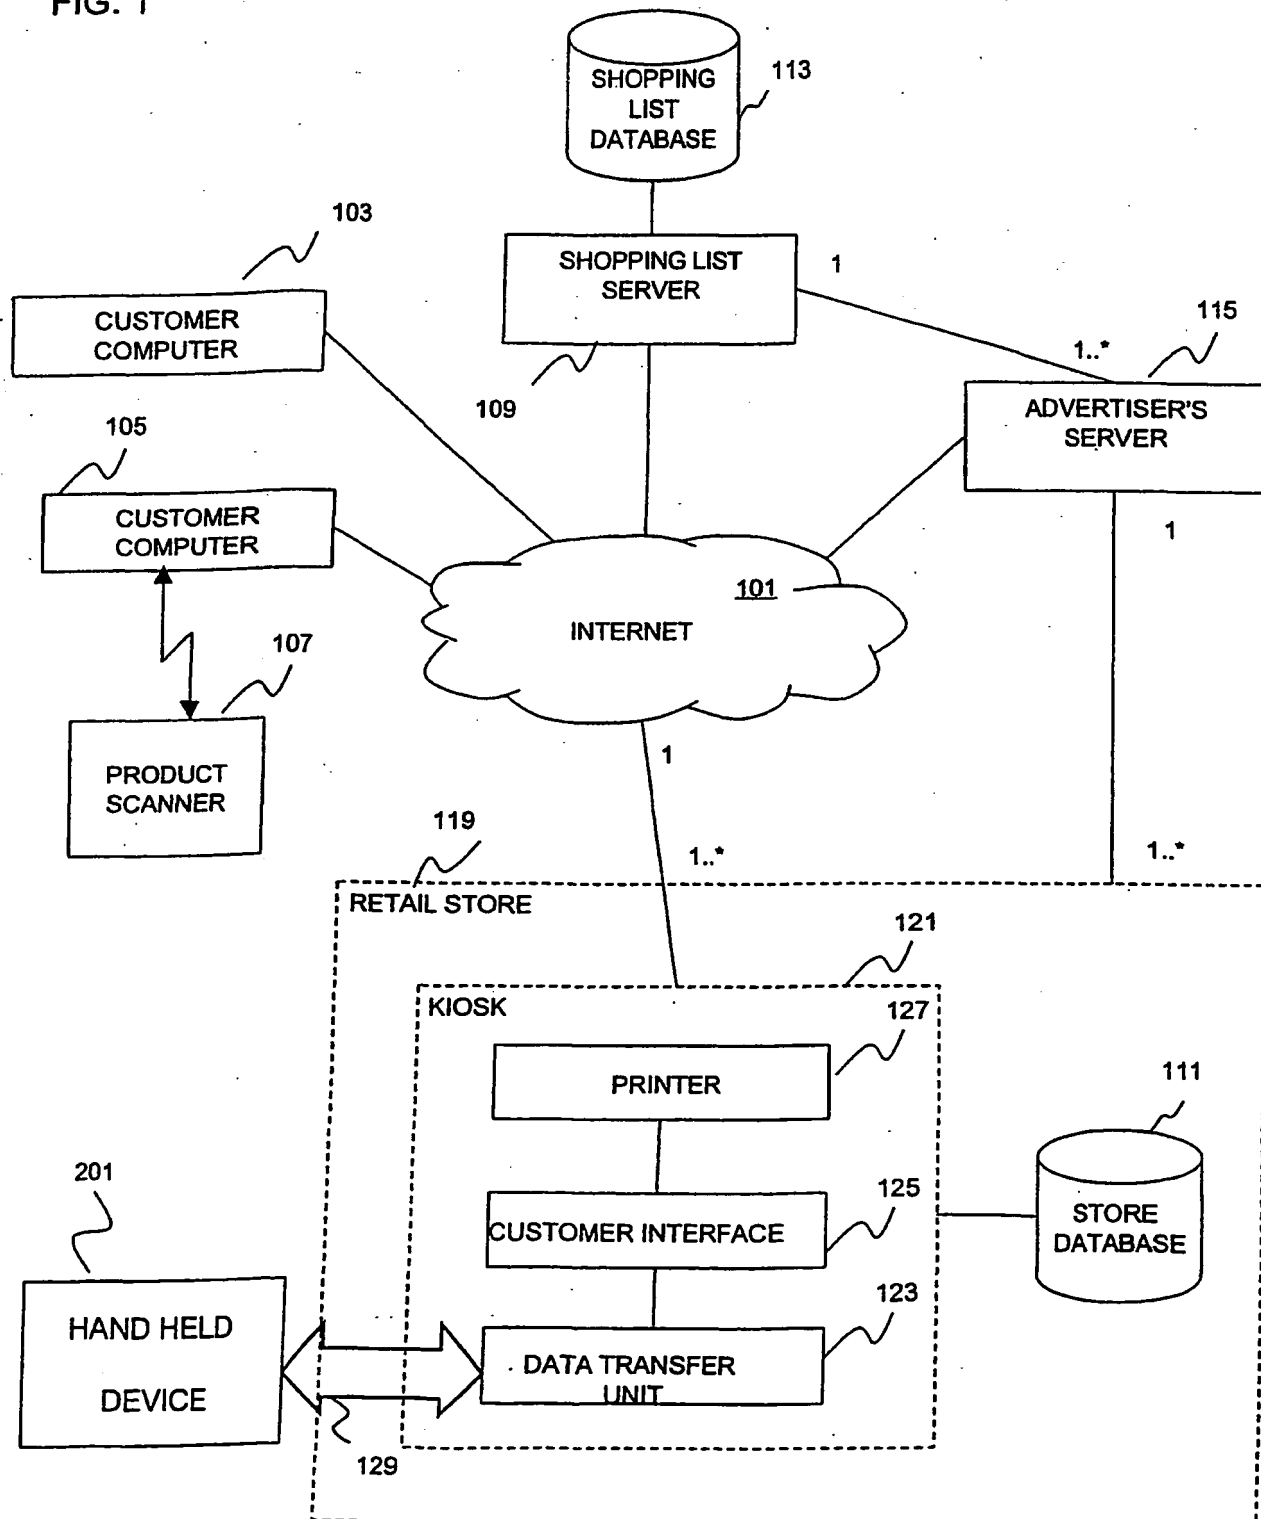 FIG. 1
SHOPPING
LIST
DATABASE
113
103
SHOPPING LIST
SERVER
1
CUSTOMER
COMPUTER
1..*
115
109
ADVERTISER'S
SERVER
105
CUSTOMER
COMPUTER
1
101
INTERNET
107
PRODUCT
SCANNER
1
119
1..*
1..*
RETAIL STORE
121
KIOSK
127
PRINTER
111
201
125
CUSTOMER INTERFACE
STORE
DATABASE
123
HAND HELD
DEVICE
DATA TRANSFER
UNIT
129